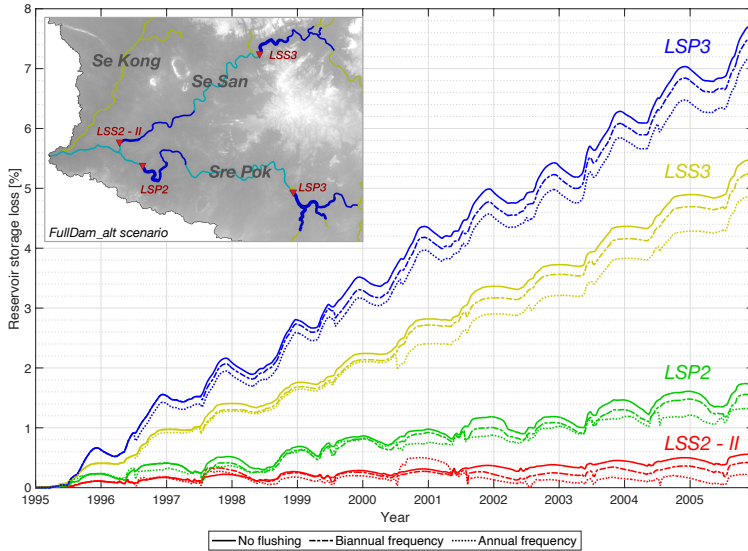 8
7
6
5
4
3
2
1
0
Reservoir storage loss [%]
1995
1996
1997
1998
1999
2000
2001
2002
2003
2004
2005
Year
Se Kong
LSS3
Se San
LSS2 - II
LSP2
Sre Pok
LSP3
FullDam_alt scenario
LSP3
LSS3
LSP2
LSS2 - II
No flushing
Biannual frequency
Annual frequency